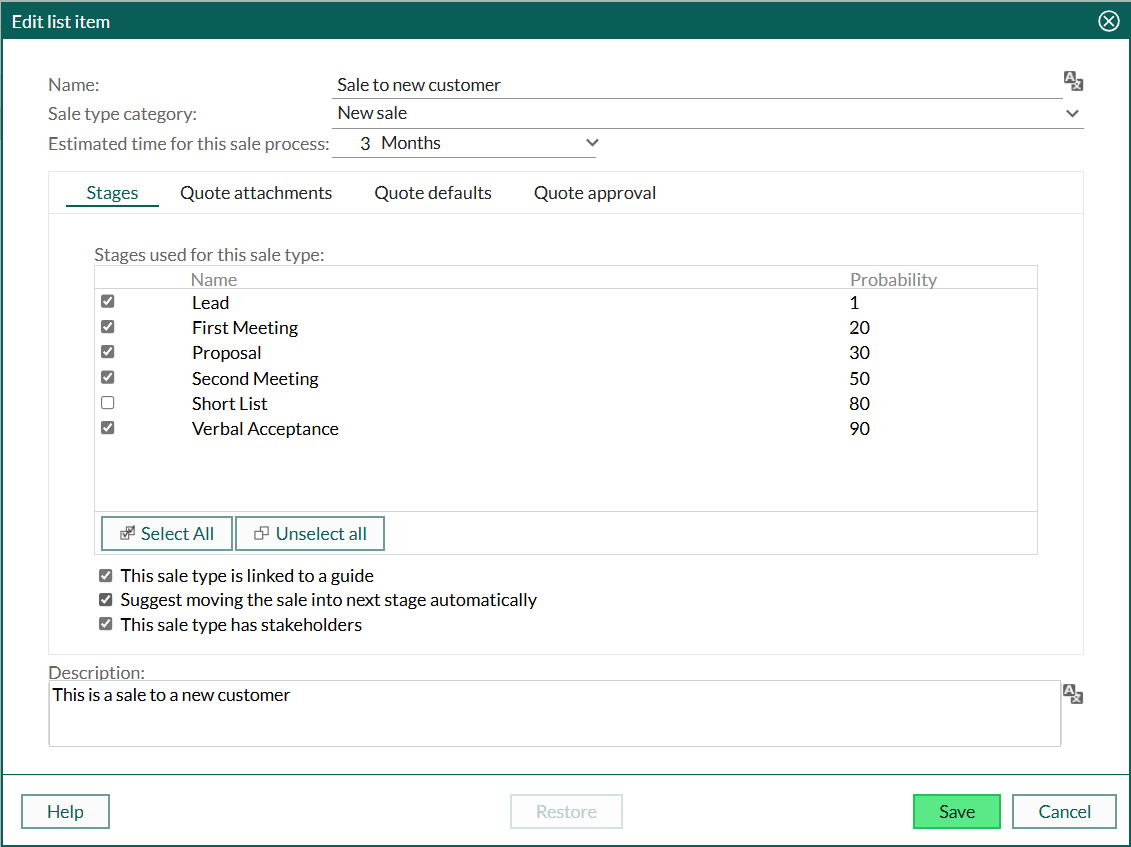 Edit list item
Name: Sale to new customer
Sale type category: New sale
Estimated time for this sale process: 3 Months
Stages Quote attachments Quote defaults Quote approval
Stages used for this sale type:
Name Probability
Lead 1
First Meeting 20
Proposal 30
Second Meeting 50
Short List 80
Verbal Acceptance 90
Select All Unselect all
This sale type is linked to a guide
Suggest moving the sale into next stage automatically
This sale type has stakeholders
Description:
This is a sale to a new customer
Help Restore Save Cancel